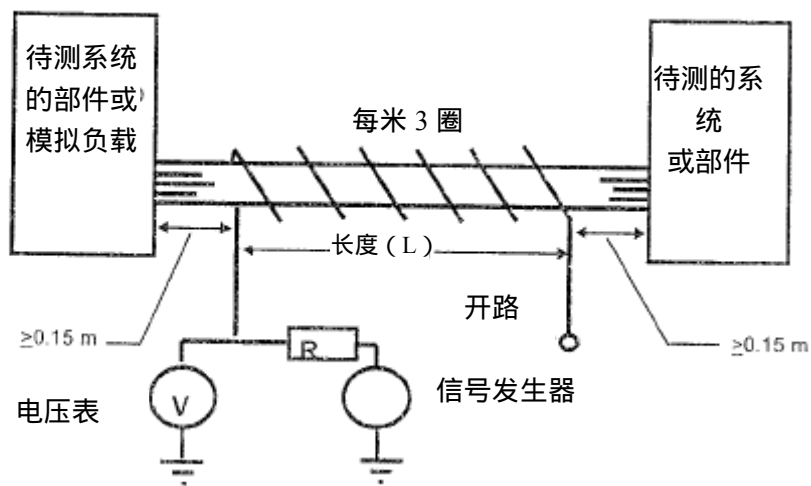 待测系统
的部件或
模拟负载
待测的系
统
或部件
每米 3 圈
长度 ( L )
≥0.15 m
开路
≥0.15 m
R
V
电压表
信号发生器